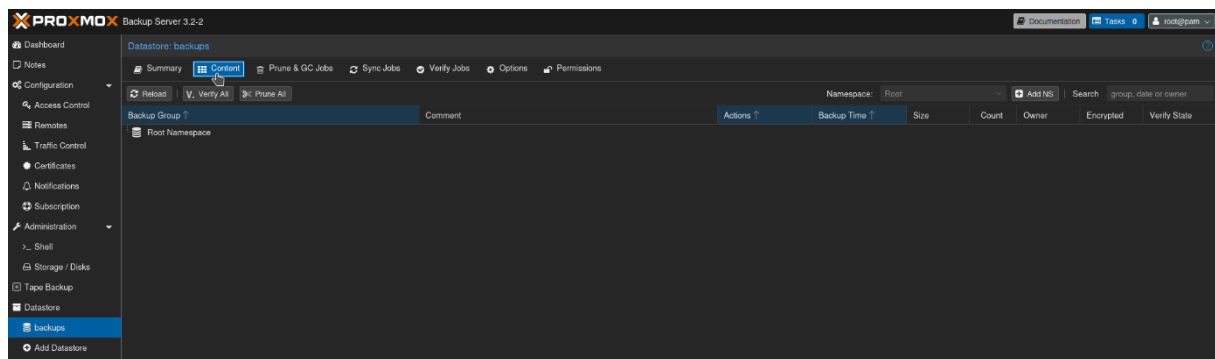 PROXMOX Backup Server 3.2-2
Documentation Tasks 0 root@pam
Dashboard
Notes
Configuration
Access Control
Remotes
Traffic Control
Certificates
Notifications
Subscription
Administration
>_ Shell
Storage / Disks
Tape Backup
Datastore
backups
Add Datastore
Datastore: backups
Summary Content Prune & GC Jobs Sync Jobs Verify Jobs Options Permissions
Reload V. Verify All Prune All Namespace: Root Add NS Search group, date or owner
Backup Group ↑ Comment Actions ↑ Backup Time ↑ Size Count Owner Encrypted Verify State
Root Namespace